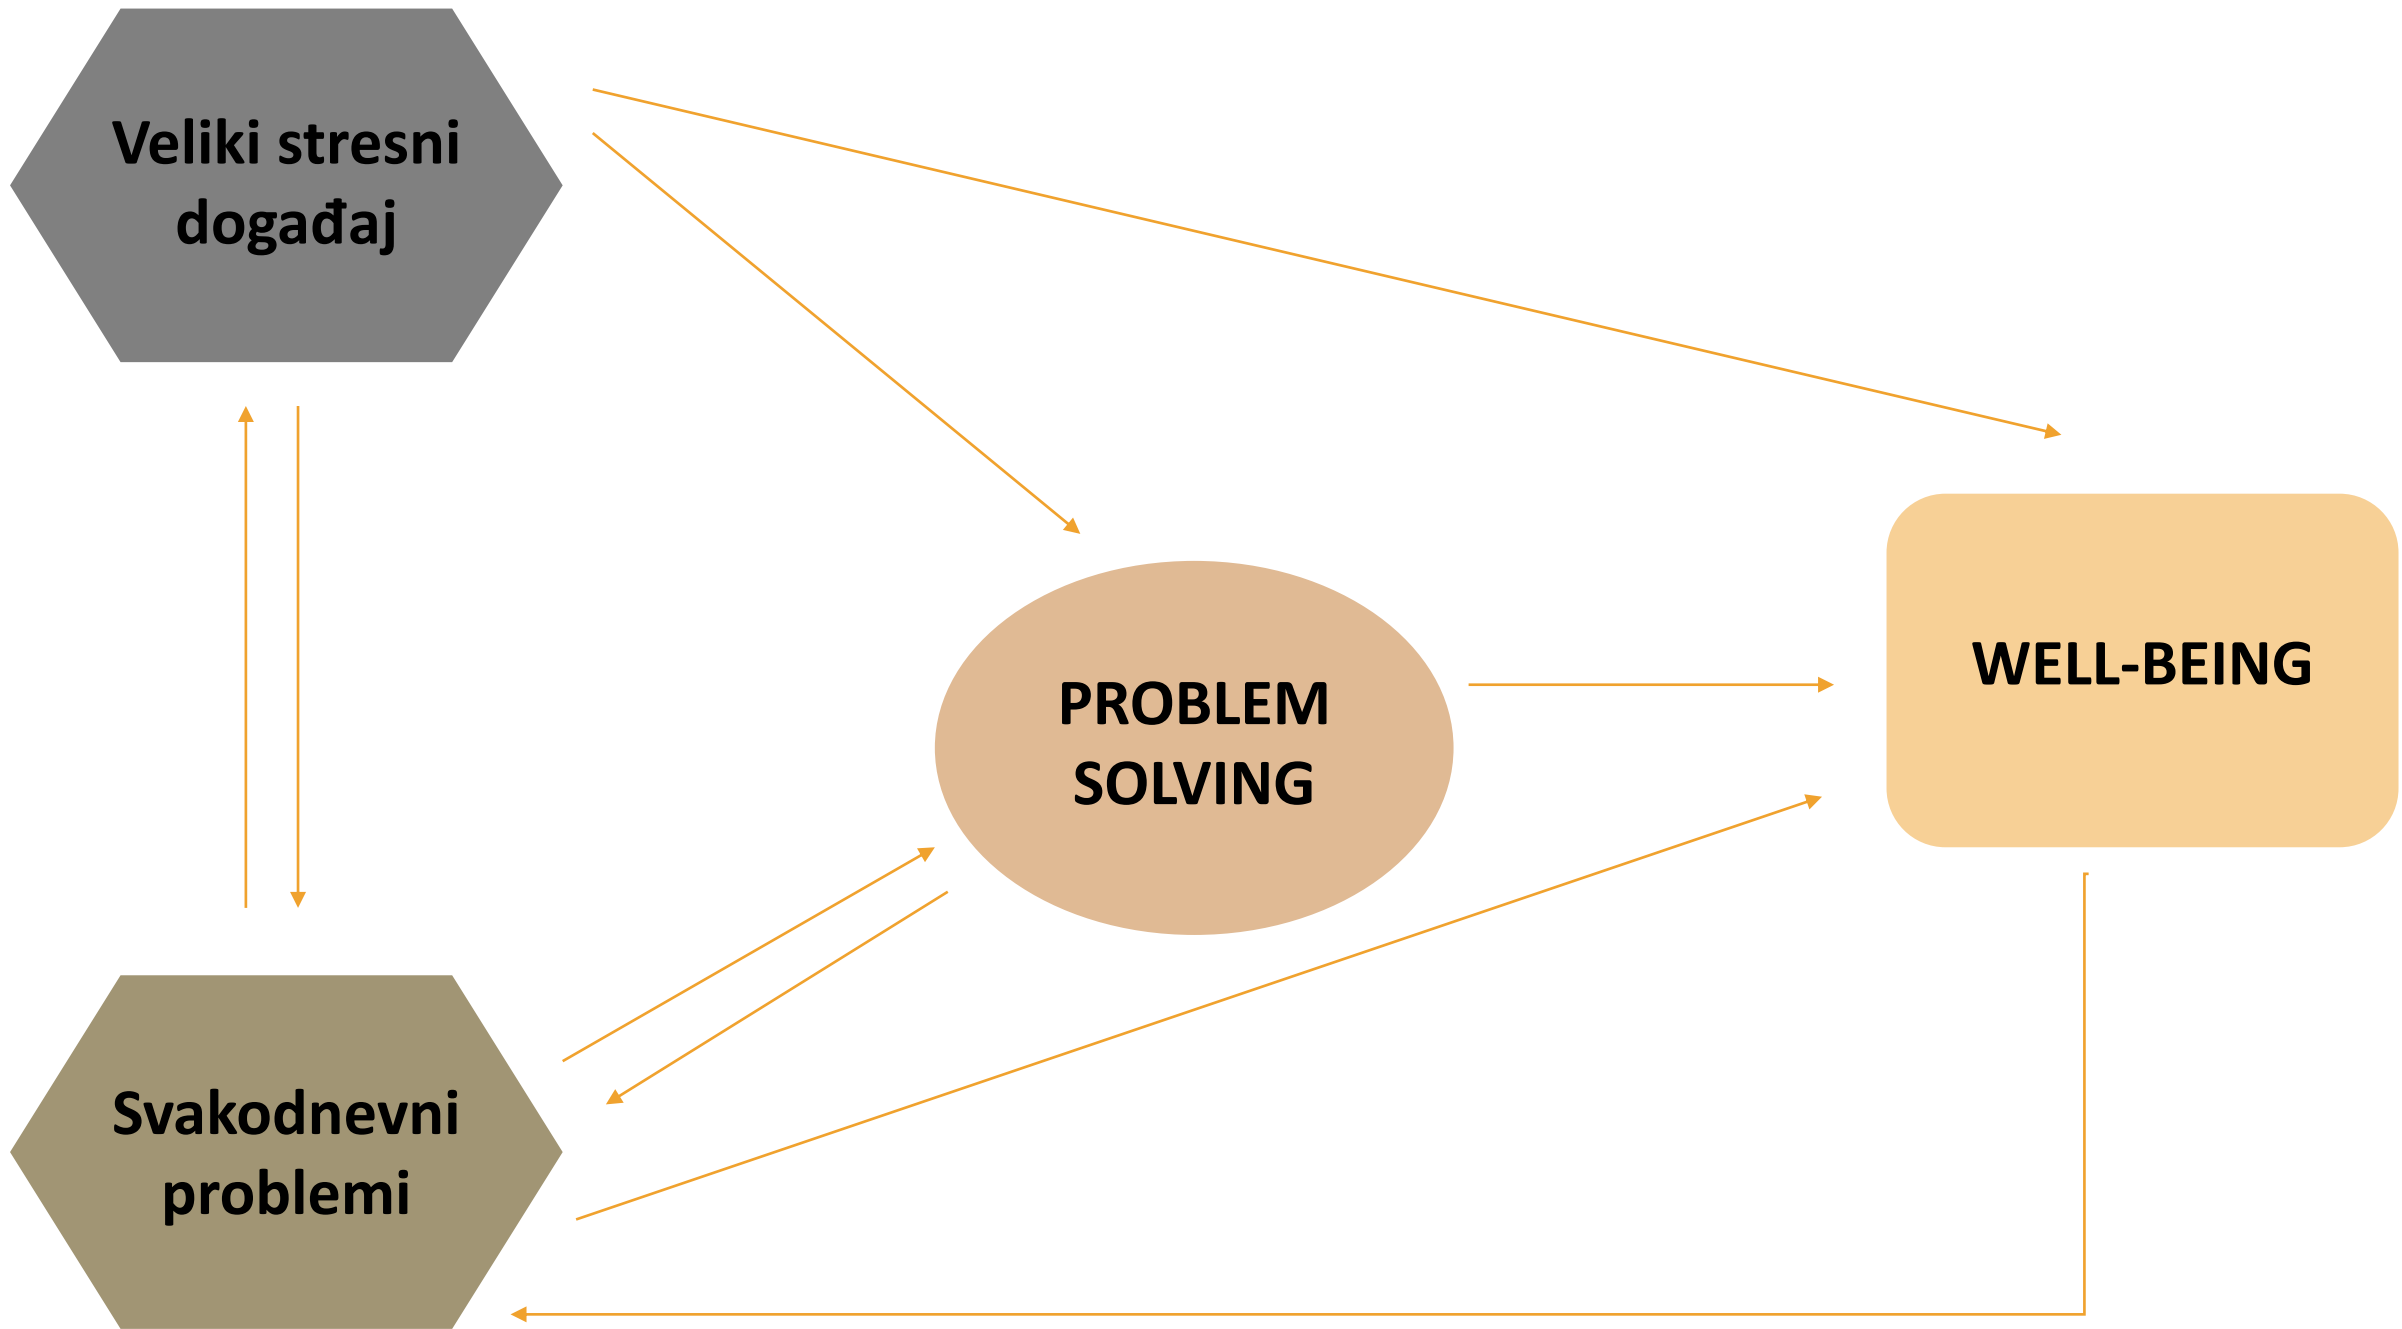 Veliki stresni
događaj
PROBLEM
SOLVING
WELL-BEING
Svakodnevni
problemi